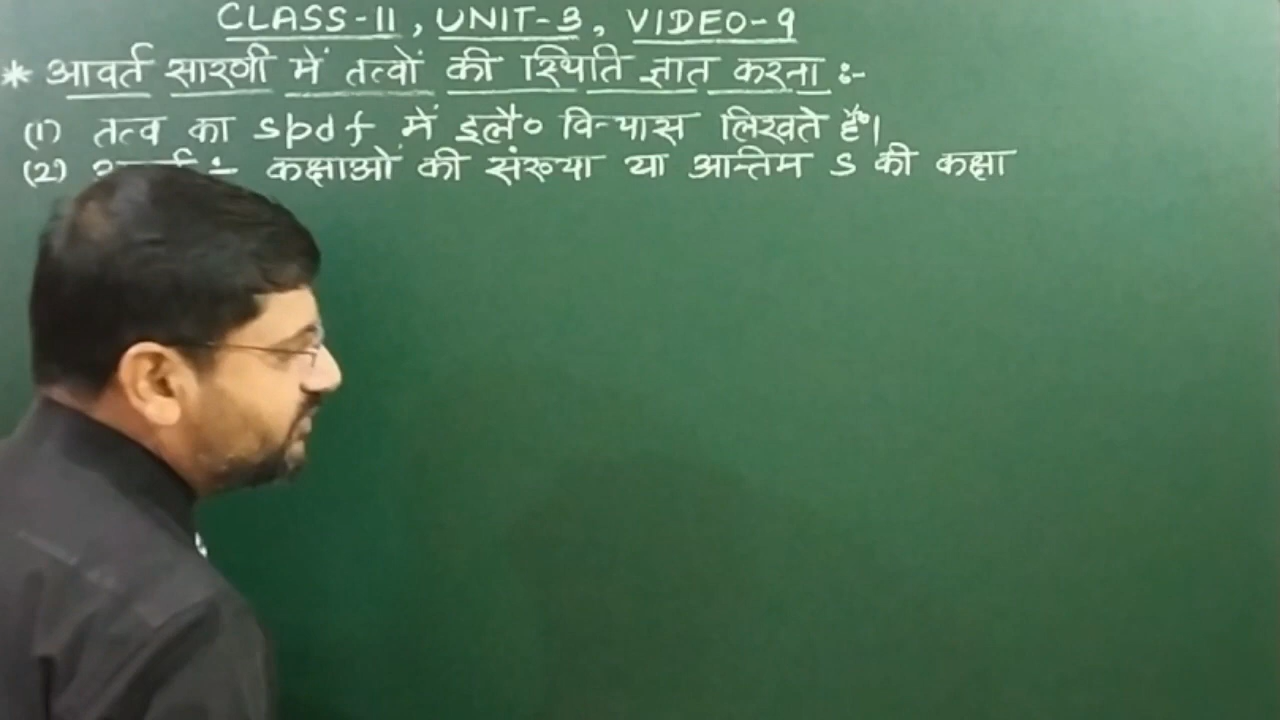 CLASS-11, UNIT-3, VIDEO-9
* आवर्त सारणी में तत्वों की स्थिति ज्ञात करना :-
(1) तत्व का spdf में इलै० विन्यास लिखते हैं।
(2) :- कक्षाओं की संख्या या अन्तिम s की कक्षा